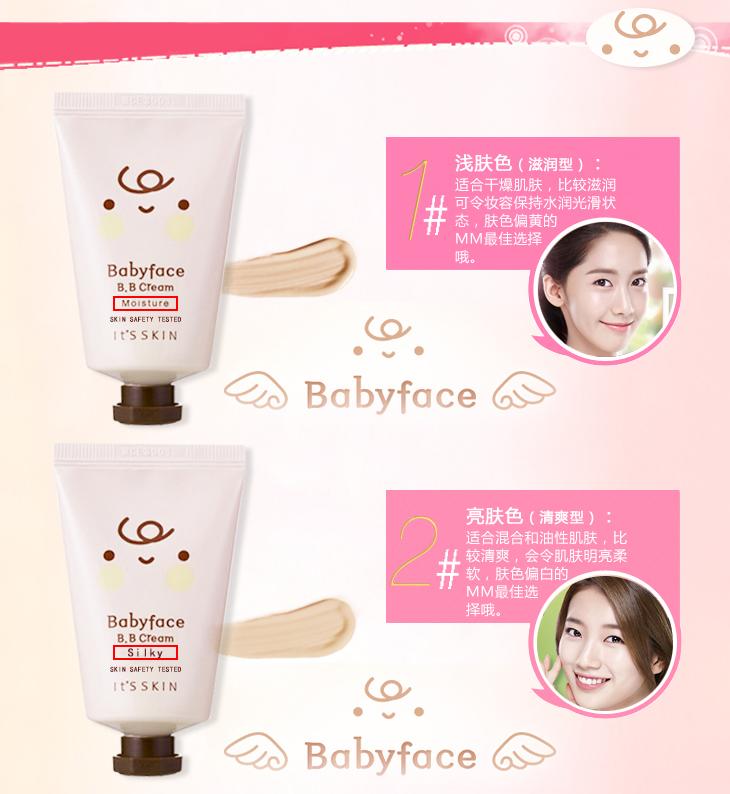 1#
浅肤色（滋润型）：
适合干燥肌肤，比较滋润
可令妆容保持水润光滑状
态，肤色偏黄的
MM最佳选择
哦。
Babyface
B.B Cream
Moisture
SKIN SAFETY TESTED
It'S SKIN
Babyface
2#
亮肤色（清爽型）：
适合混合和油性肌肤，比
较清爽，会令肌肤明亮柔
软，肤色偏白的
MM最佳选
择哦。
Babyface
B.B Cream
Silky
SKIN SAFETY TESTED
It'S SKIN
Babyface